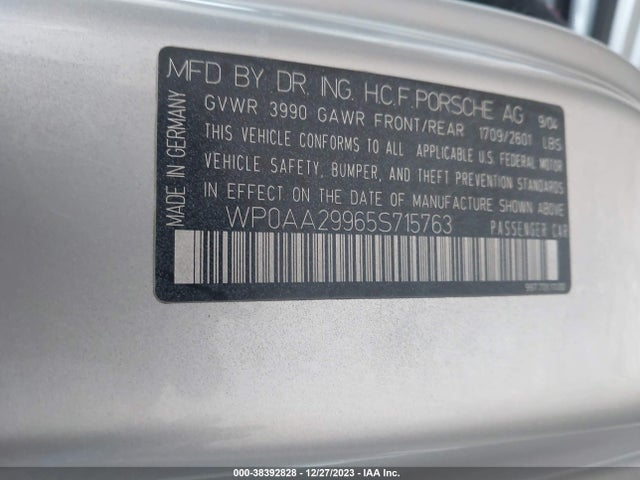 MFD BY DR. ING. H.C.F.PORSCHE AG 9/04
GVWR 3990 GAWR FRONT/REAR 1709/2601 LBS
THIS VEHICLE CONFORMS TO ALL APPLICABLE U.S. FEDERAL MOTOR
VEHICLE SAFETY, BUMPER, AND THEFT PREVENTION STANDARDS
IN EFFECT ON THE DATE OF MANUFACTURE SHOWN ABOVE.
WP0AA29965S715763 PASSENGER CAR
MADE IN GERMANY
000-38392828 - 12/27/2023 - IAA Inc.